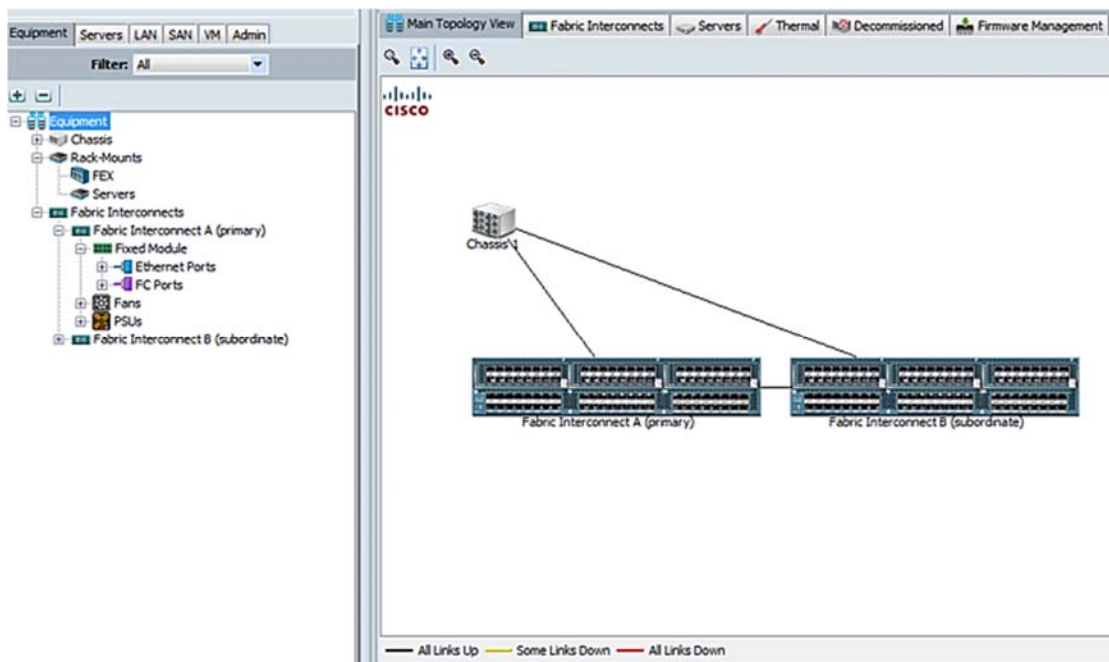 Equipment Servers LAN SAN VM Admin
Filter: All
Equipment
Chassis
Rack-Mounts
FEX
Servers
Fabric Interconnects
Fabric Interconnect A (primary)
Fixed Module
Ethernet Ports
FC Ports
Fans
PSUs
Fabric Interconnect B (subordinate)
Main Topology View Fabric Interconnects Servers Thermal Decommissioned Firmware Management
CISCO
Chassis 1
Fabric Interconnect A (primary) Fabric Interconnect B (subordinate)
All Links Up Some Links Down All Links Down